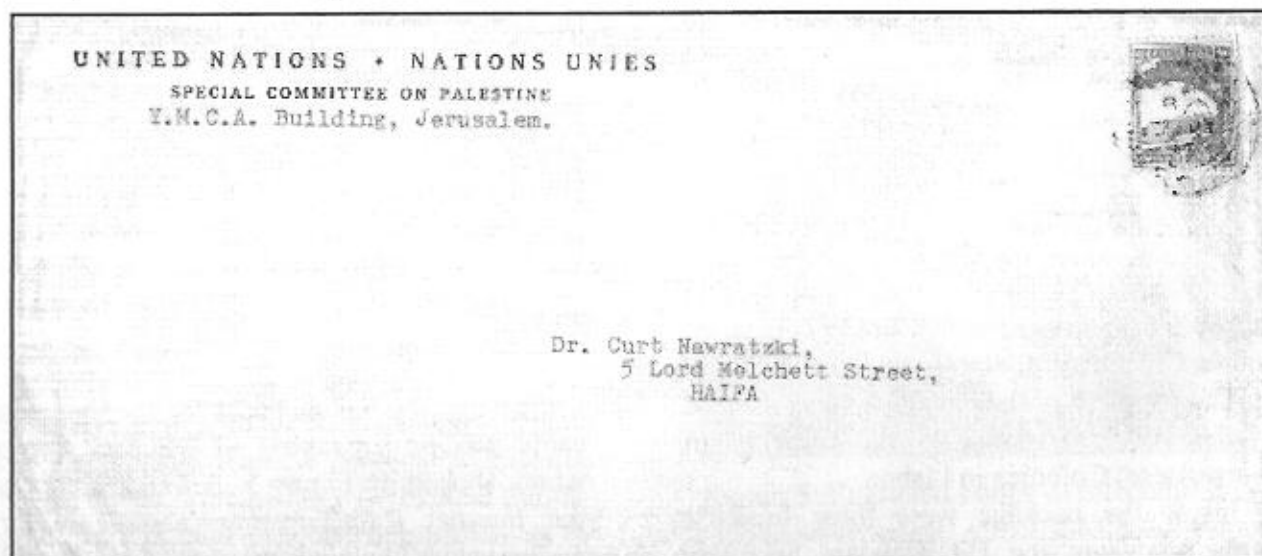 UNITED NATIONS • NATIONS UNIES
SPECIAL COMMITTEE ON PALESTINE
Y.M.C.A. Building, Jerusalem.
Dr. Curt Nawratzki,
5 Lord Melchett Street,
HAIFA